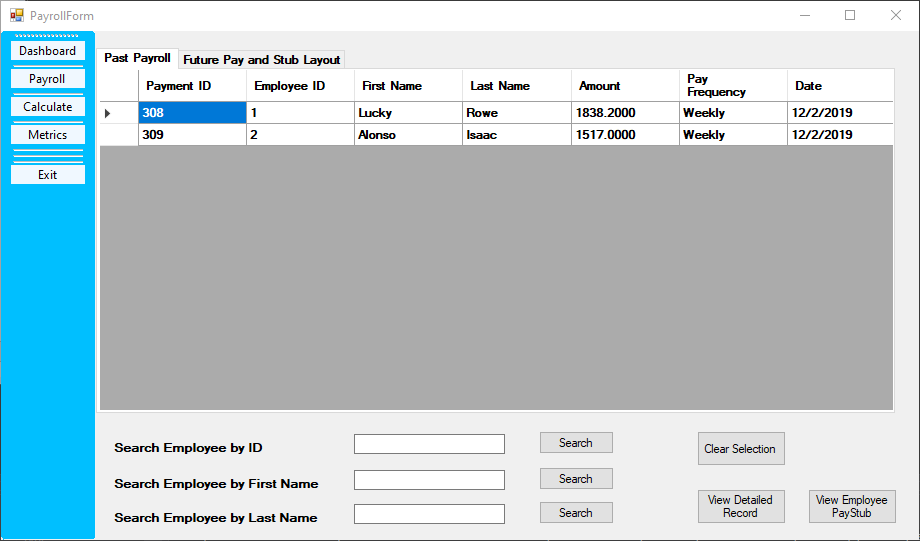 PayrollForm
Dashboard
Payroll
Calculate
Metrics
Exit
Past Payroll Future Pay and Stub Layout
Payment ID Employee ID First Name Last Name Amount Pay Frequency Date
308 1 Lucky Rowe 1838.2000 Weekly 12/2/2019
309 2 Alonso Isaac 1517.0000 Weekly 12/2/2019
Search Employee by ID Search Clear Selection
Search Employee by First Name Search
Search Employee by Last Name Search
View Detailed
Record
View Employee
PayStub